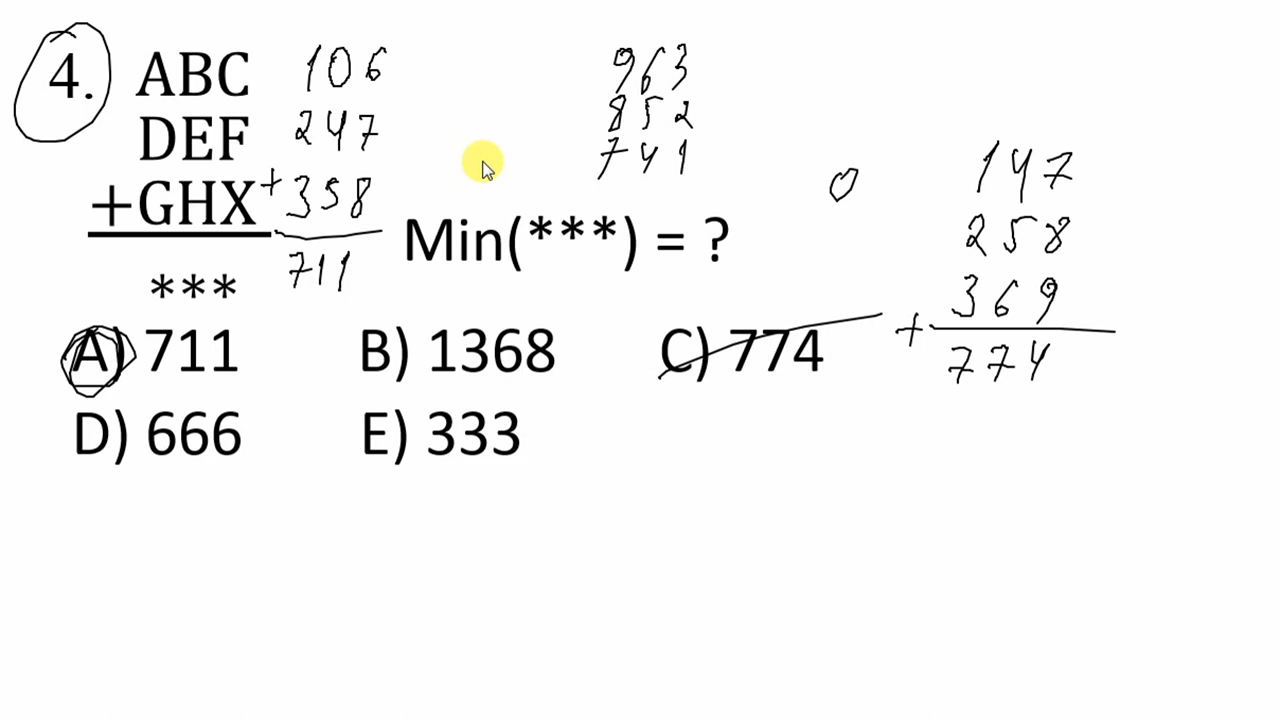 4.
ABC 106 963
DEF 247 852
+GHX +358 741
0 147
*** 711 Min(***) = ? 258
+ 369
774
A) 711 B) 1368 C) 774
D) 666 E) 333